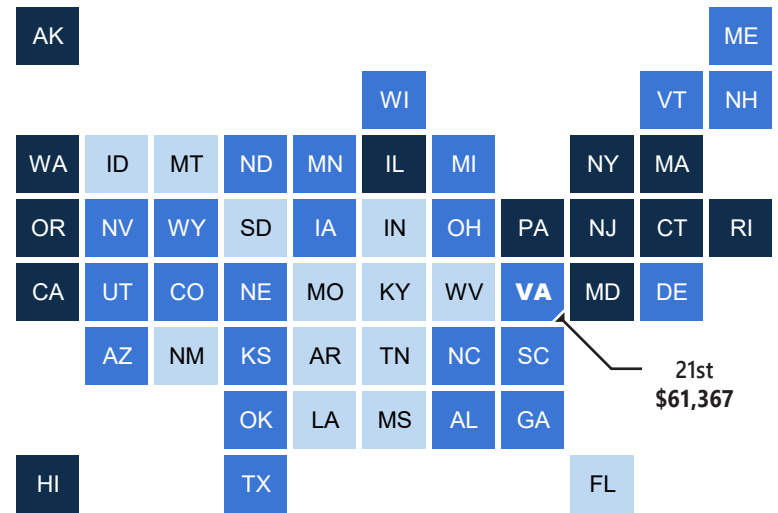 AK ME
WI VT NH
WA ID MT ND MN IL MI NY MA
OR NV WY SD IA IN OH PA NJ CT RI
CA UT CO NE MO KY WV VA MD DE
AZ NM KS AR TN NC SC
21st
$61,367
OK LA MS AL GA
HI TX FL